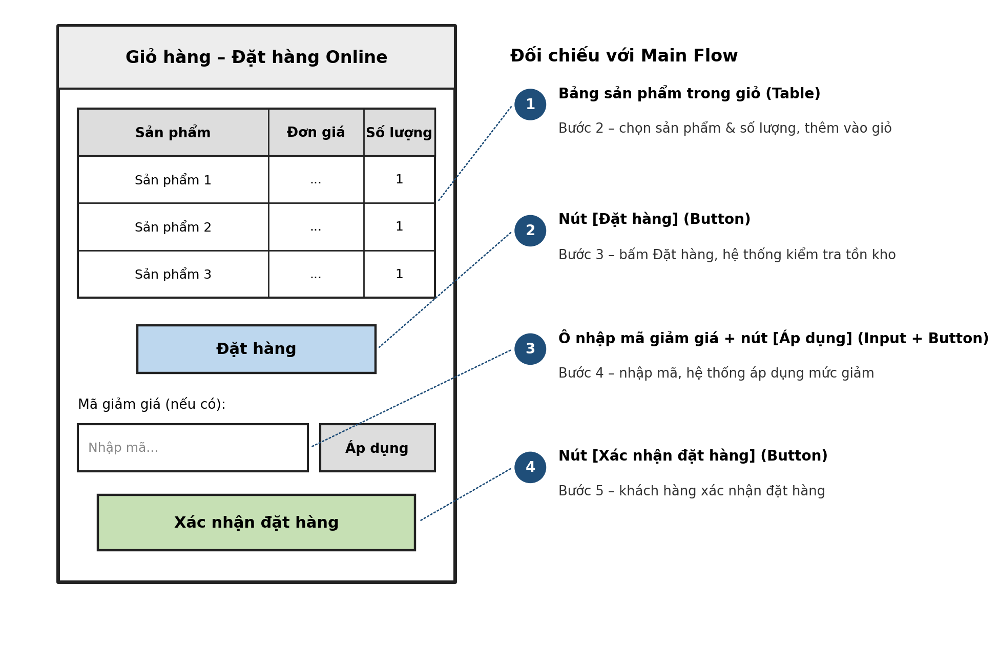 Giỏ hàng – Đặt hàng Online
Sản phẩm Đơn giá Số lượng
Sản phẩm 1 ... 1
Sản phẩm 2 ... 1
Sản phẩm 3 ... 1
Đặt hàng
Mã giảm giá (nếu có):
Nhập mã... Áp dụng
Xác nhận đặt hàng
Đối chiếu với Main Flow
1 Bảng sản phẩm trong giỏ (Table)
Bước 2 – chọn sản phẩm & số lượng, thêm vào giỏ
2 Nút [Đặt hàng] (Button)
Bước 3 – bấm Đặt hàng, hệ thống kiểm tra tồn kho
3 Ô nhập mã giảm giá + nút [Áp dụng] (Input + Button)
Bước 4 – nhập mã, hệ thống áp dụng mức giảm
4 Nút [Xác nhận đặt hàng] (Button)
Bước 5 – khách hàng xác nhận đặt hàng